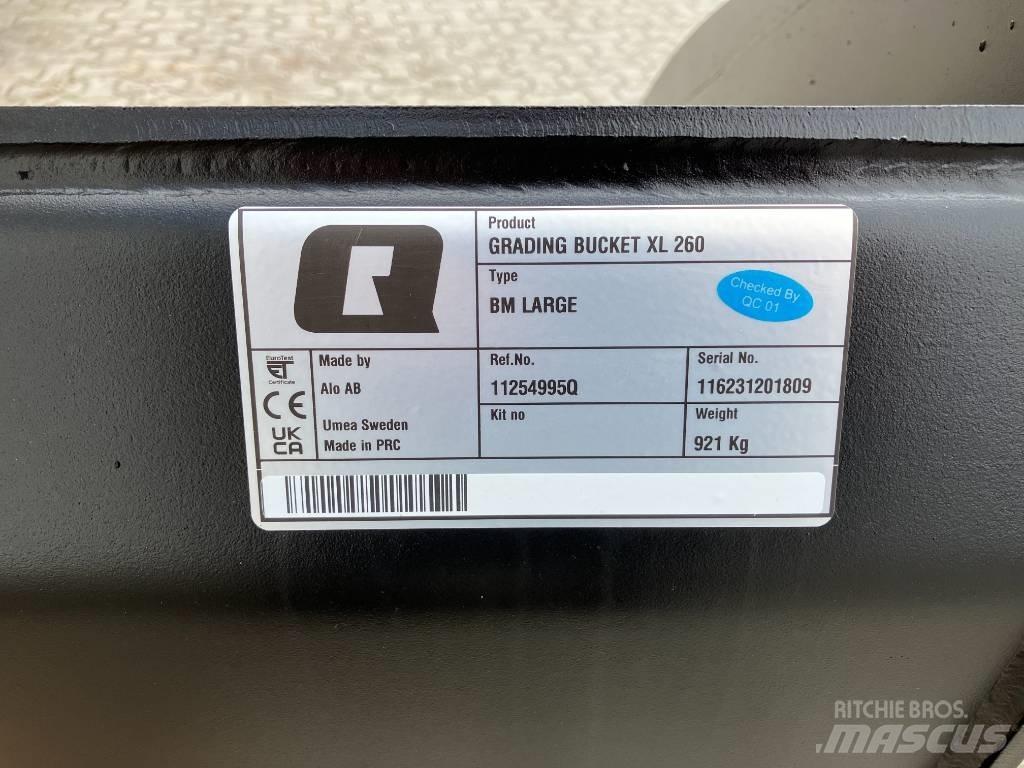 Product
GRADING BUCKET XL 260
Type
BM LARGE
Checked By
QC 01
EuroTest
ET
Certificate
CE
UK
CA
Made by
Alo AB
Umea Sweden
Made in PRC
Ref.No.
11254995Q
Serial No.
116231201809
Kit no
Weight
921 Kg
RITCHIE BROS.
MASCUS